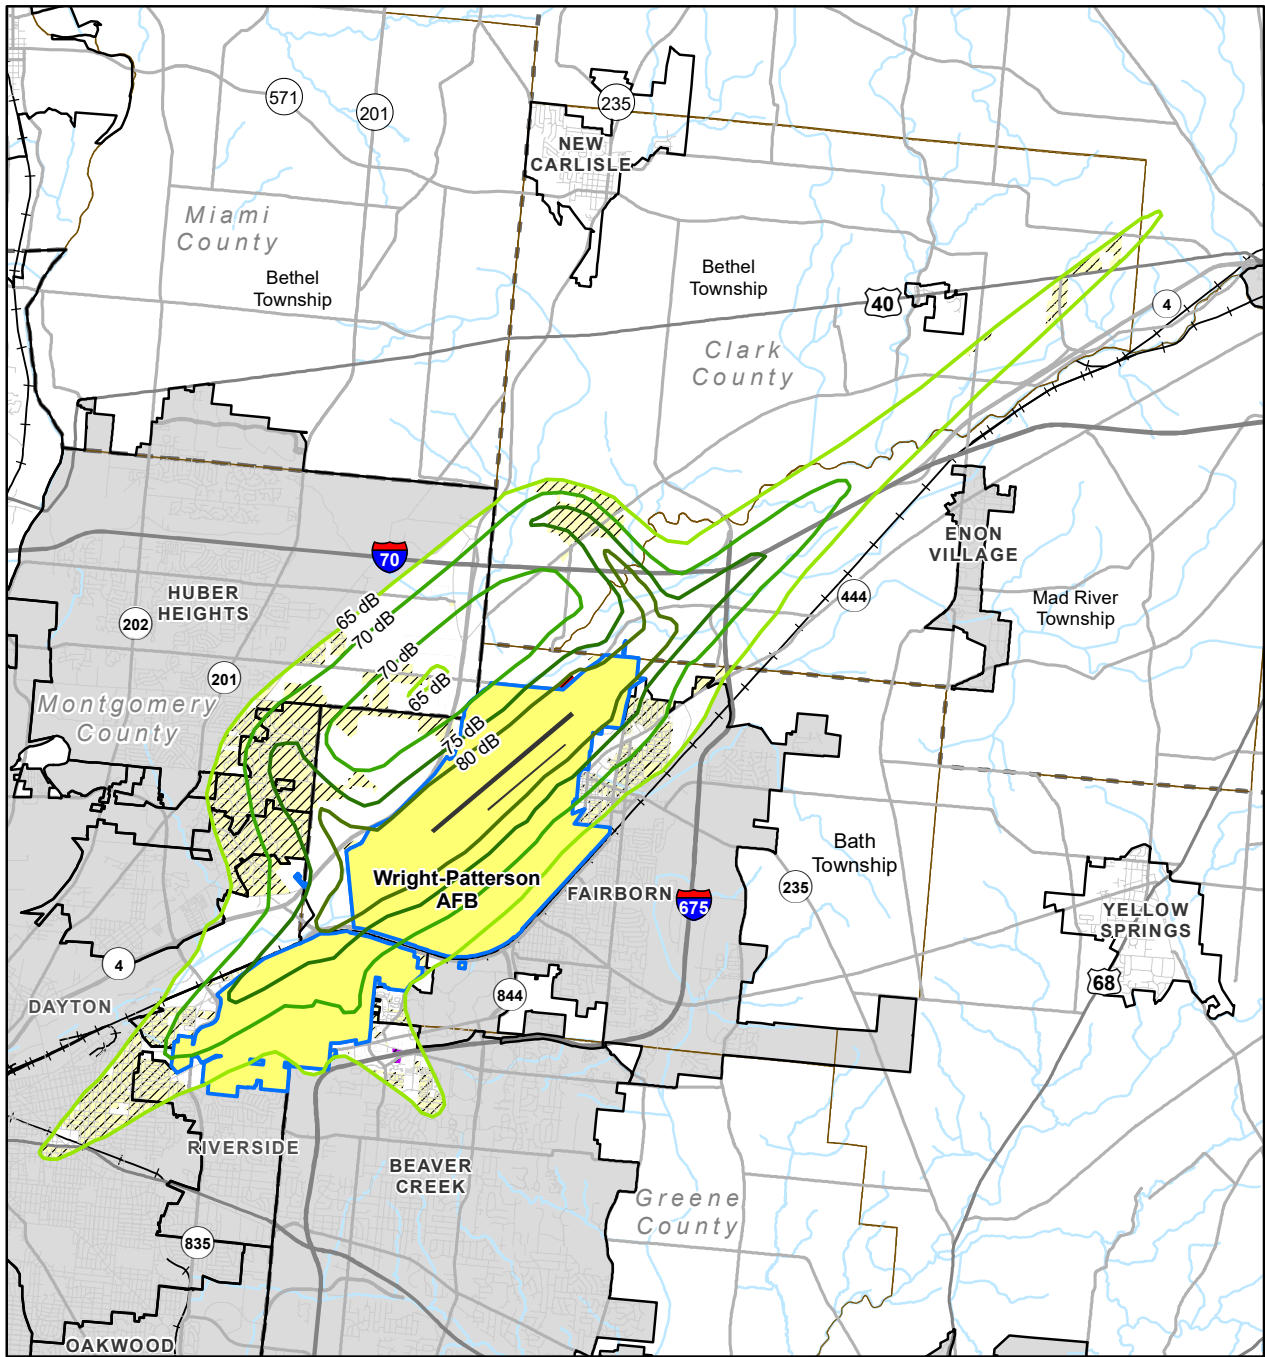 571
201
235
NEW
CARLISLE
Miami
County
Bethel
Township
Bethel
Township
40
4
Clark
County
70
ENON
VILLAGE
HUBER
HEIGHTS
202
65 dB
70 dB
444
Mad River
Township
201
70 dB
65 dB
Montgomery
County
75 dB
80 dB
Bath
Township
Wright-Patterson
AFB
FAIRBORN
675
235
YELLOW
SPRINGS
4
68
844
DAYTON
RIVERSIDE
BEAVER
CREEK
Greene
County
835
OAKWOOD